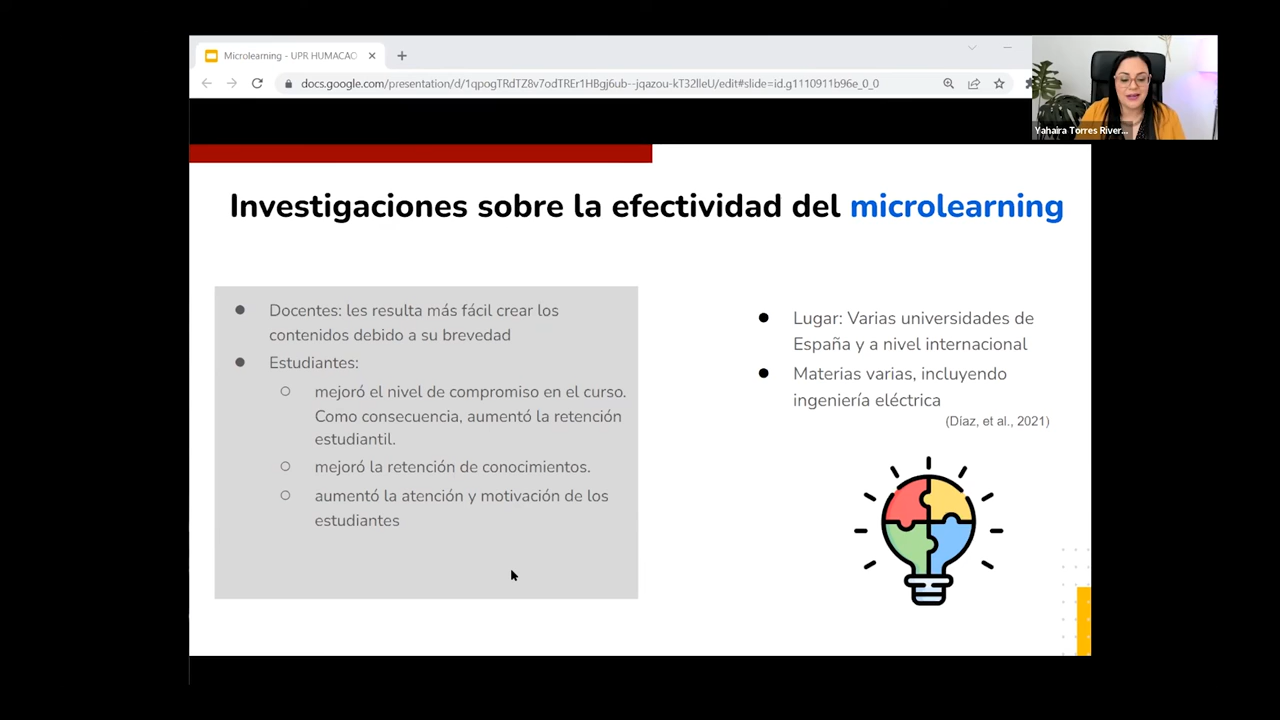 Microlearning - UPR HUMACAO
docs.google.com/presentation/d/1qpogTRdTZ8v7odTREr1HBgj6ub--jqazou-kT32lleU/edit#slide=id.g1110911b96e_0_0
Yahaira Torres River...
Investigaciones sobre la efectividad del microlearning
Docentes: les resulta más fácil crear los
contenidos debido a su brevedad
Estudiantes:
mejoró el nivel de compromiso en el curso.
Como consecuencia, aumentó la retención
estudiantil.
mejoró la retención de conocimientos.
aumentó la atención y motivación de los
estudiantes
Lugar: Varias universidades de
España y a nivel internacional
Materias varias, incluyendo
ingeniería eléctrica
(Díaz, et al., 2021)